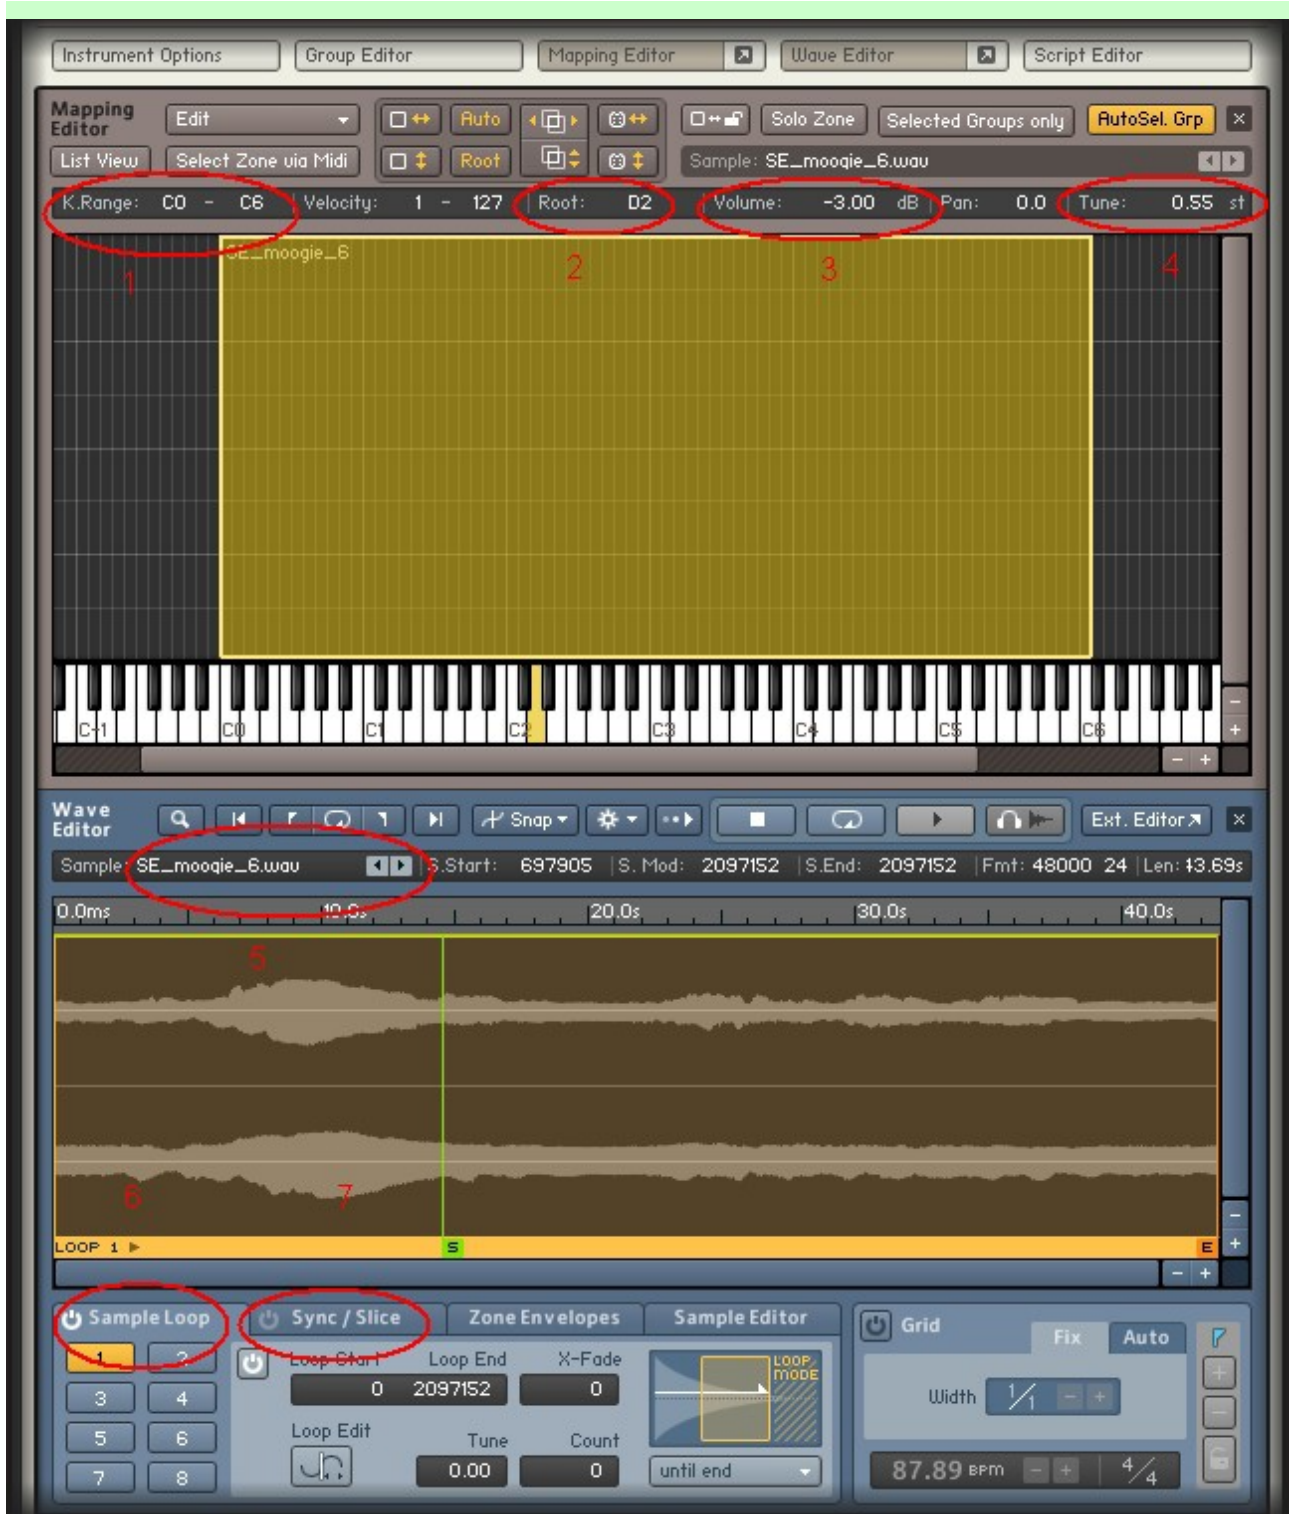 Instrument Options Group Editor Mapping Editor Wave Editor Script Editor
Mapping Editor Edit Auto Solo Zone Selected Groups only AutoSel. Grp
List View Select Zone via Midi Root Sample: SE_moogie_6.wav
K.Range: C0 - C6 | Velocity: 1 - 127 | Root: D2 | Volume: -3.00 dB | Pan: 0.0 | Tune: 0.55 st
SE_moogie_6
1 2 3 4
C-1 C0 C1 C2 C3 C4 C5 C6
Wave Editor Snap Ext. Editor
Sample: SE_moogie_6.wav | S.Start: 697905 | S. Mod: 2097152 | S.End: 2097152 | Fmt: 48000 24 | Len: 43.69s
0.0ms 10.0s 20.0s 30.0s 40.0s
5
6 7
LOOP 1 S E
Sample Loop Sync / Slice Zone Envelopes Sample Editor Grid
Fix Auto
1 2 Loop Start Loop End X-Fade LOOP MODE
3 4 0 2097152 0 Width 1/1 - +
5 6 Loop Edit Tune Count
7 8 0.00 0 until end 87.89 BPM - + | 4/4